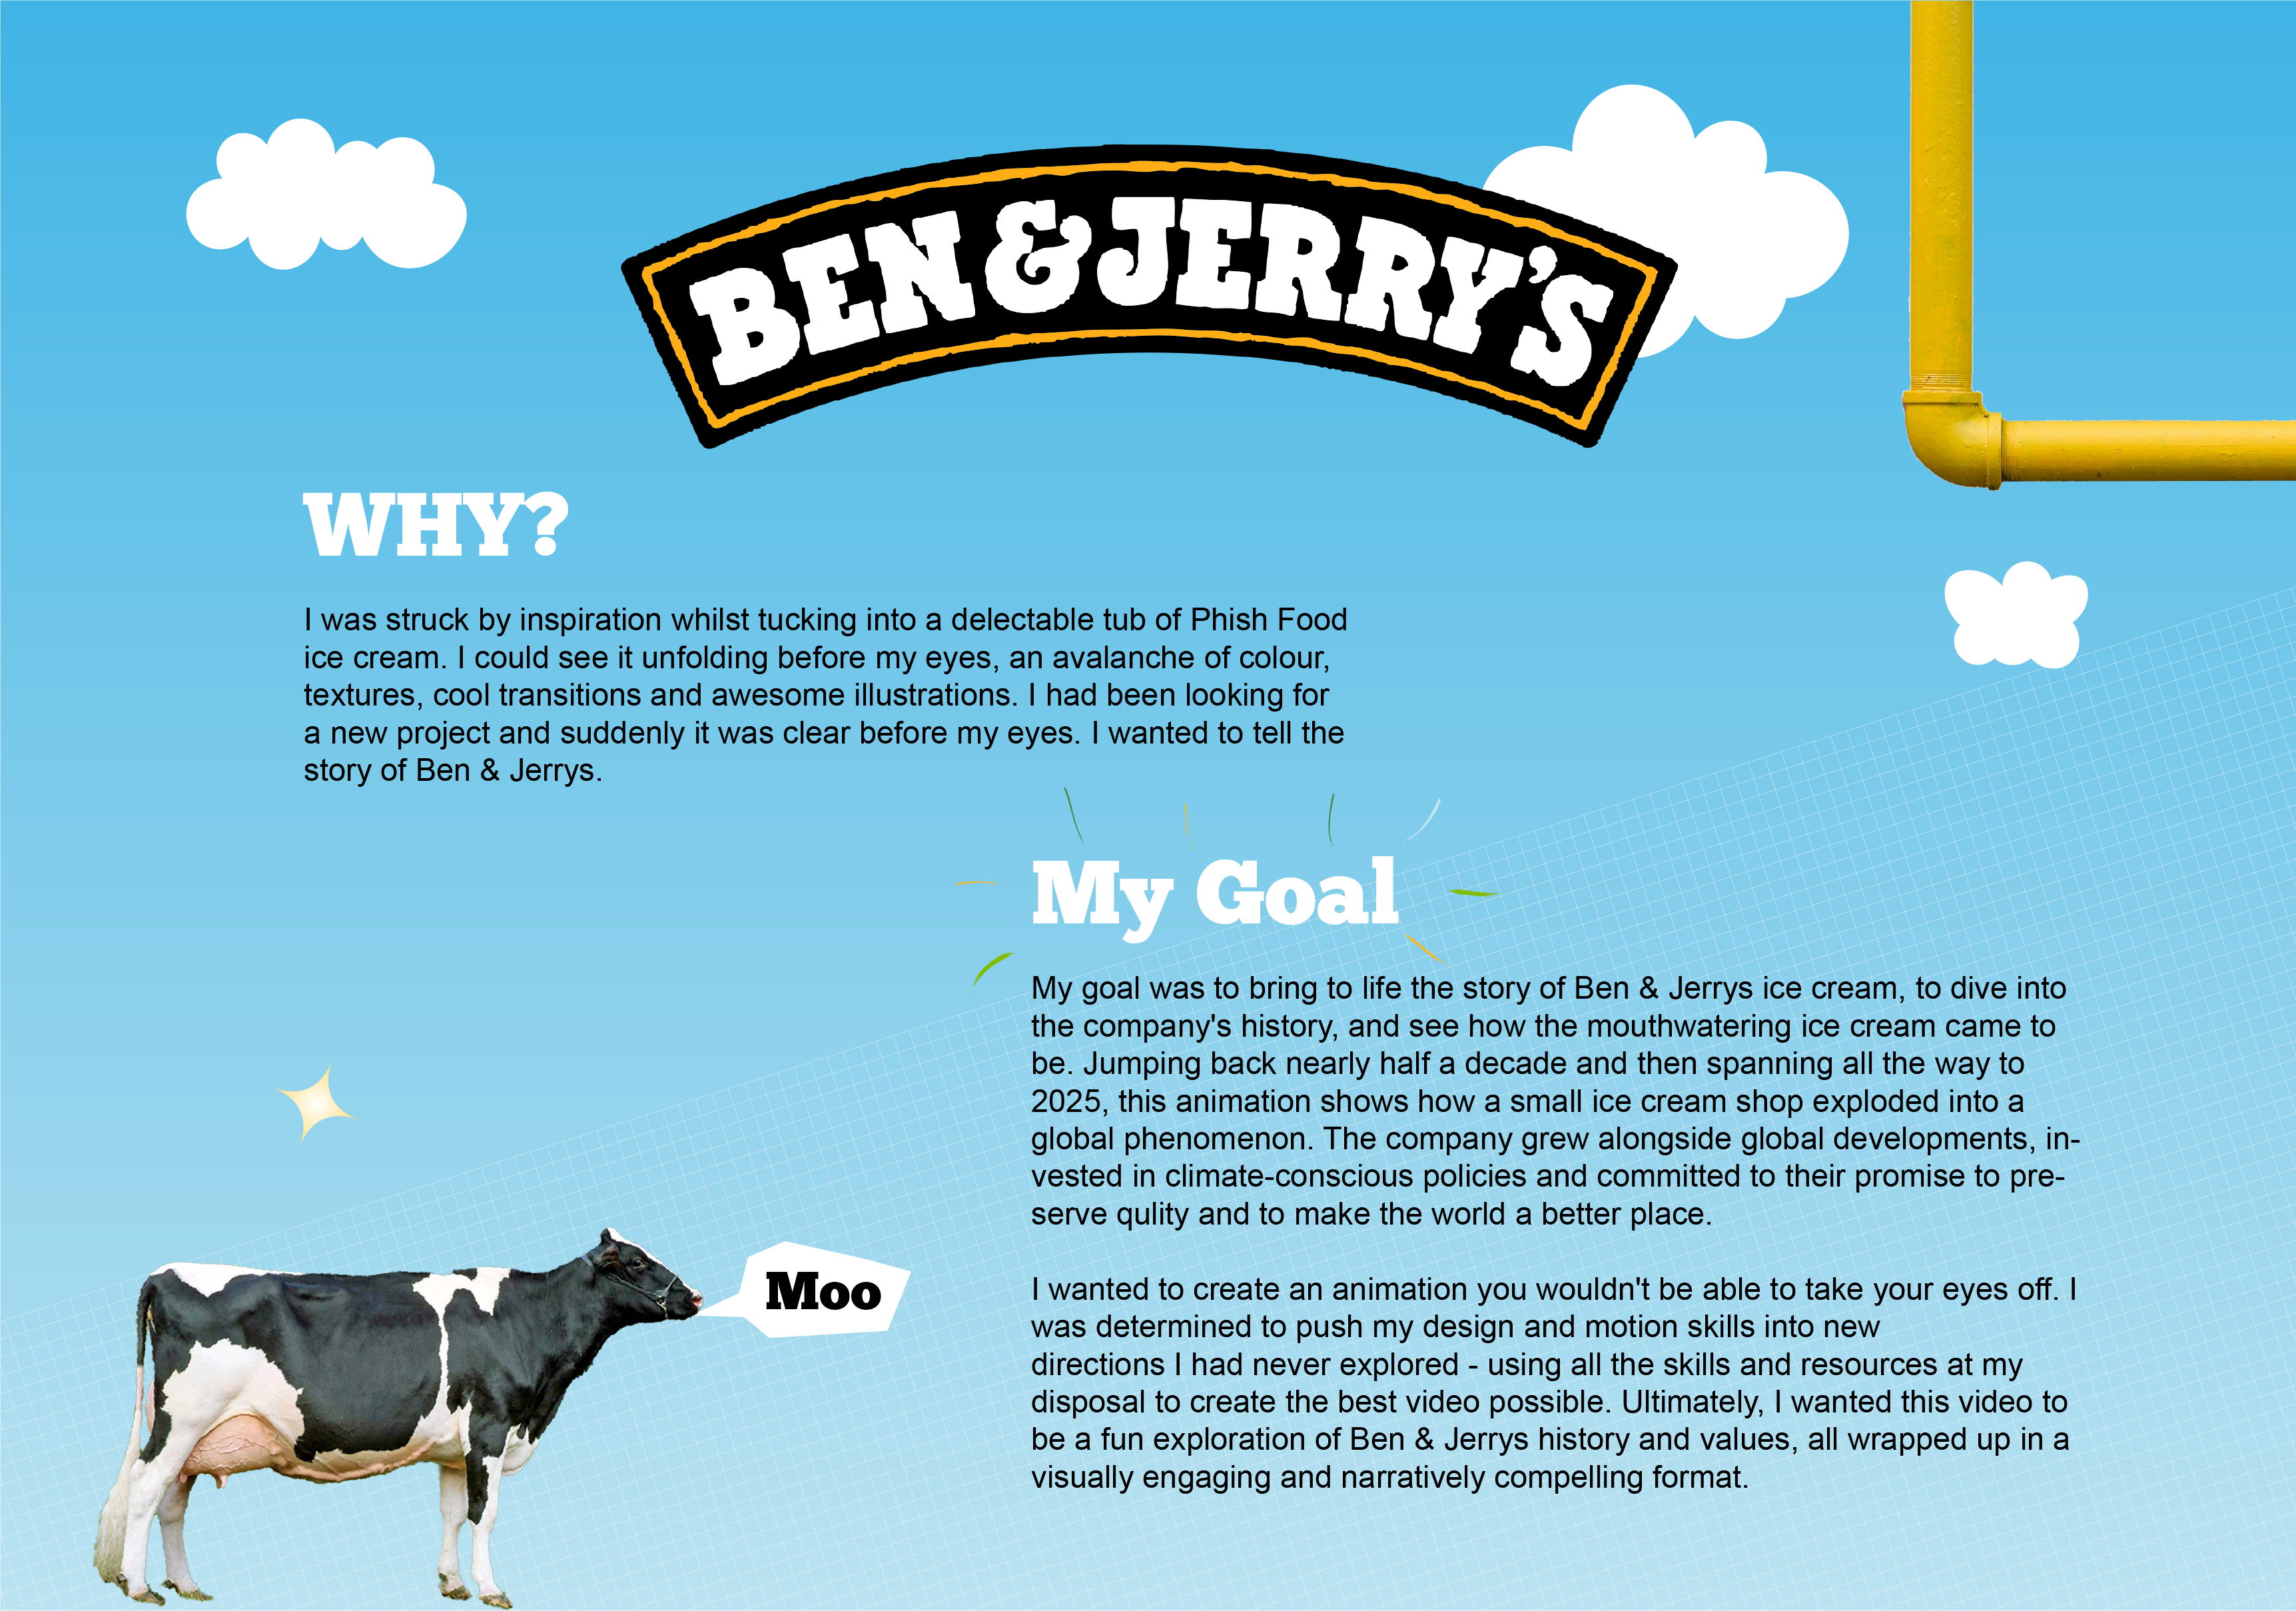 BEN & JERRY'S
WHY?
I was struck by inspiration whilst tucking into a delectable tub of Phish Food
ice cream. I could see it unfolding before my eyes, an avalanche of colour,
textures, cool transitions and awesome illustrations. I had been looking for
a new project and suddenly it was clear before my eyes. I wanted to tell the
story of Ben & Jerrys.
My Goal
My goal was to bring to life the story of Ben & Jerrys ice cream, to dive into
the company's history, and see how the mouthwatering ice cream came to
be. Jumping back nearly half a decade and then spanning all the way to
2025, this animation shows how a small ice cream shop exploded into a
global phenomenon. The company grew alongside global developments, in-
vested in climate-conscious policies and committed to their promise to pre-
serve qulity and to make the world a better place.
I wanted to create an animation you wouldn't be able to take your eyes off. I
was determined to push my design and motion skills into new
directions I had never explored - using all the skills and resources at my
disposal to create the best video possible. Ultimately, I wanted this video to
be a fun exploration of Ben & Jerrys history and values, all wrapped up in a
visually engaging and narratively compelling format.
Moo